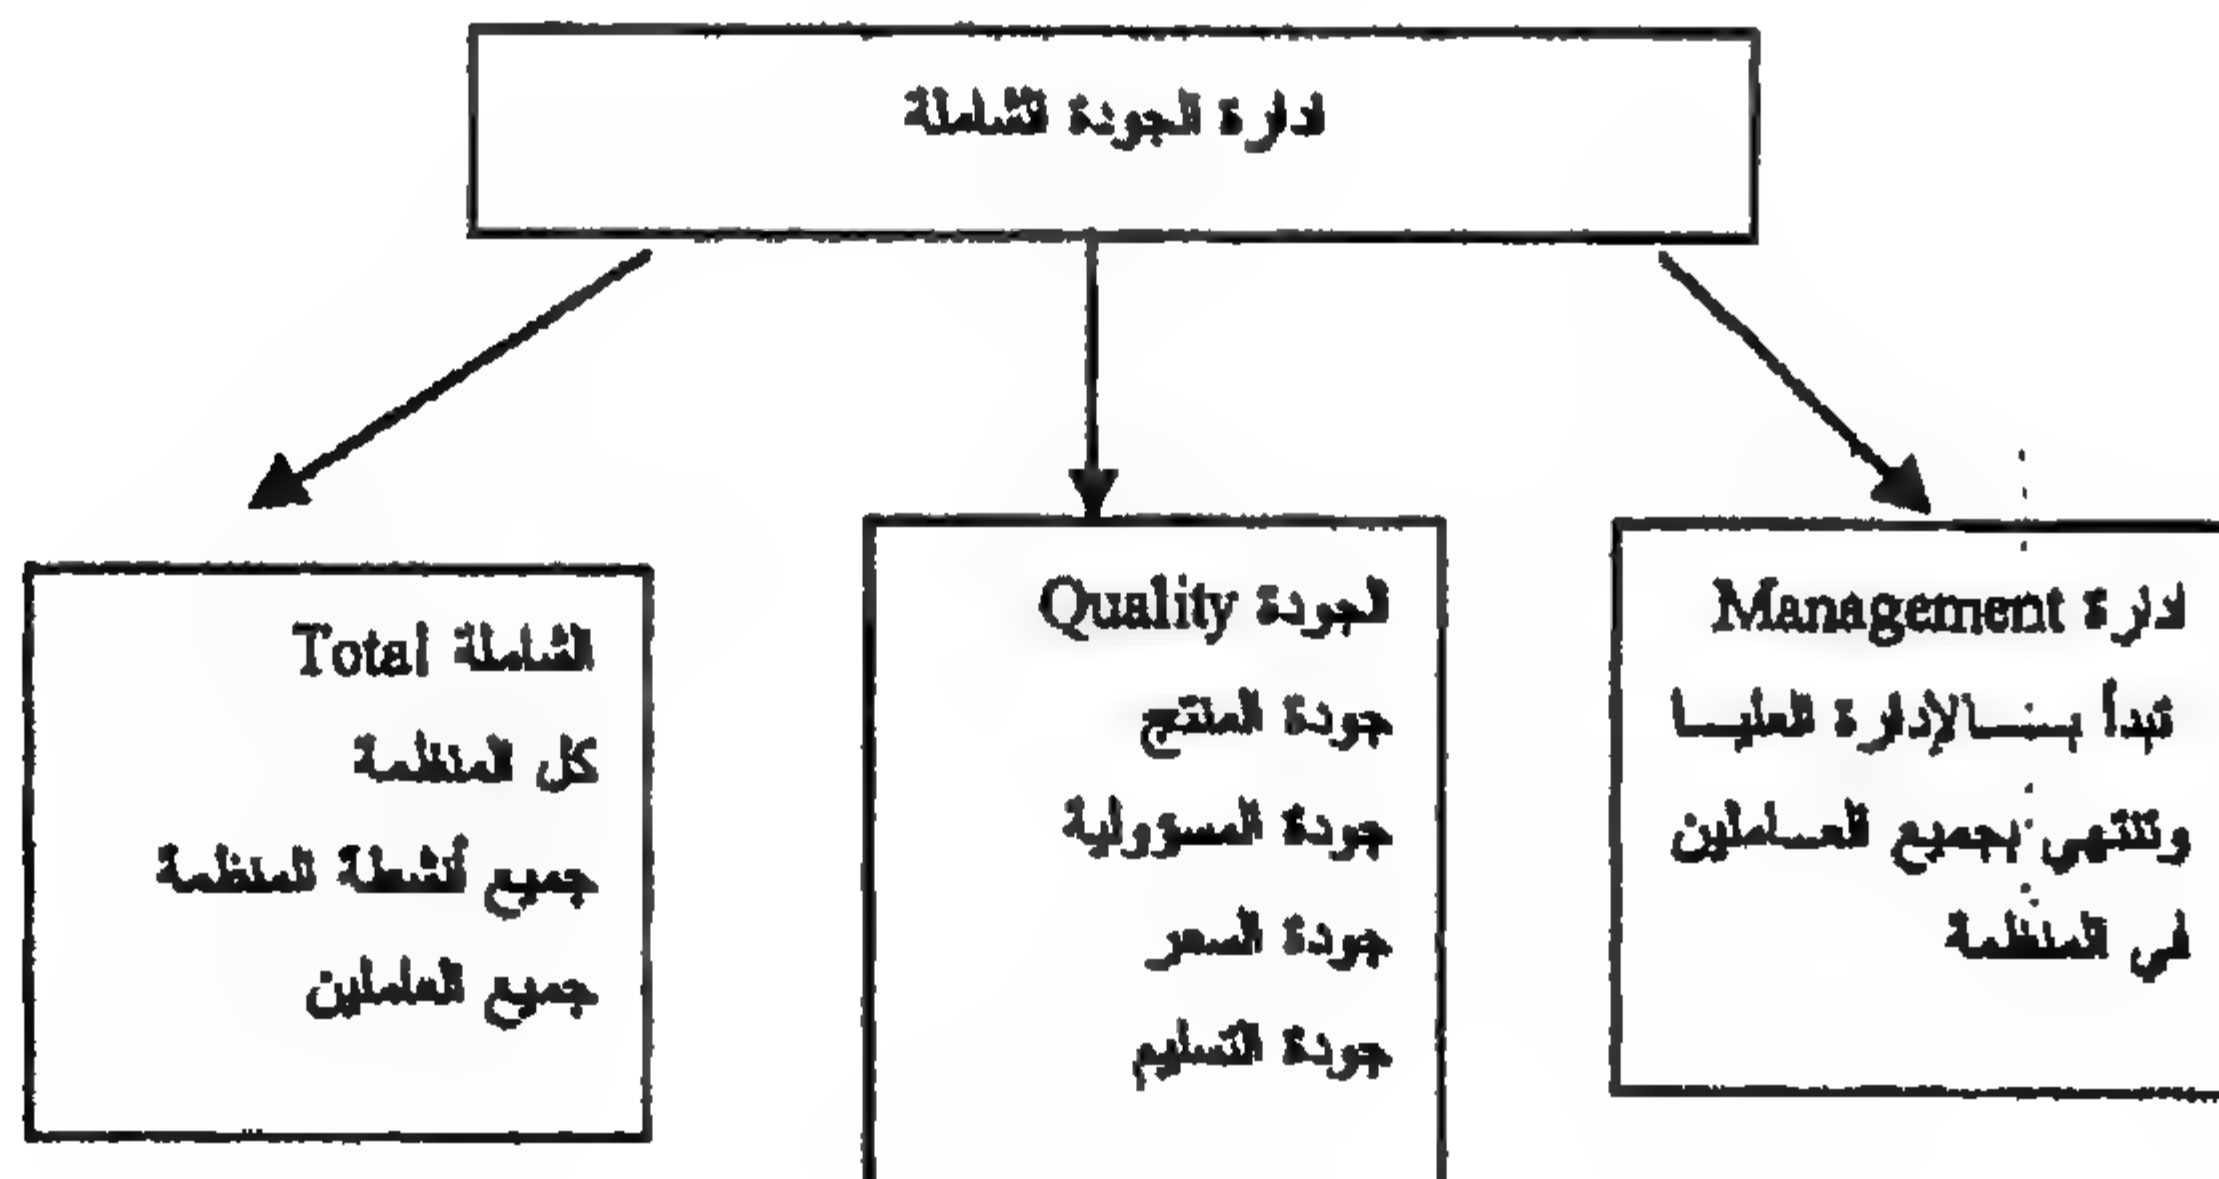 ادارة الجودة الشاملة
ادارة Management
تبدأ بالإدارة العليا
وتنتهي بجميع العاملين
في المنظمة
الجودة Quality
جودة المنتج
جودة المسؤولية
جودة السعر
جودة التسليم
الشاملة Total
كل المنظمة
جميع أنشطة المنظمة
جميع العاملين